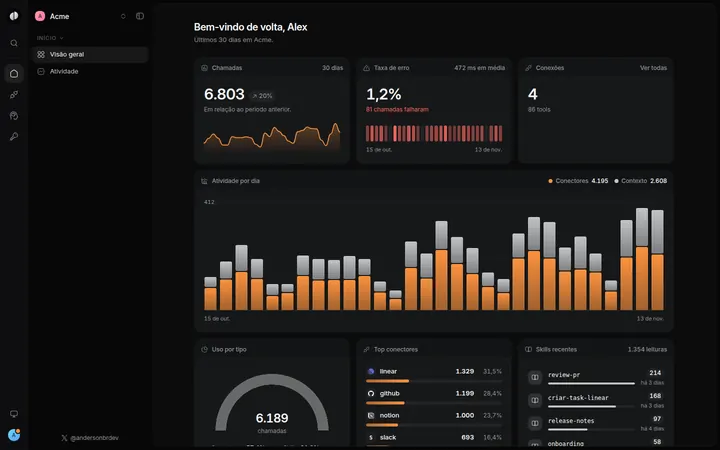 Acme
INÍCIO
Visão geral
Atividade
@andersonbrdev
Bem-vindo de volta, Alex
Últimos 30 dias em Acme.
Chamadas
30 dias
6.803
20%
Em relação ao período anterior.
Taxa de erro
472 ms em média
1,2%
81 chamadas falharam
15 de out.
13 de nov.
Conexões
Ver todas
4
86 tools
Atividade por dia
Conectores 4.195
Contexto 2.608
412
15 de out.
13 de nov.
Uso por tipo
6.189
chamadas
Top conectores
linear 1.329 31,5%
github 1.199 28,4%
notion 1.000 23,7%
slack 693 16,4%
Skills recentes
1.354 leituras
review-pr 214
há 3 dias
criar-task-linear 168
há 3 dias
release-notes 97
há 4 dias
onboarding 58